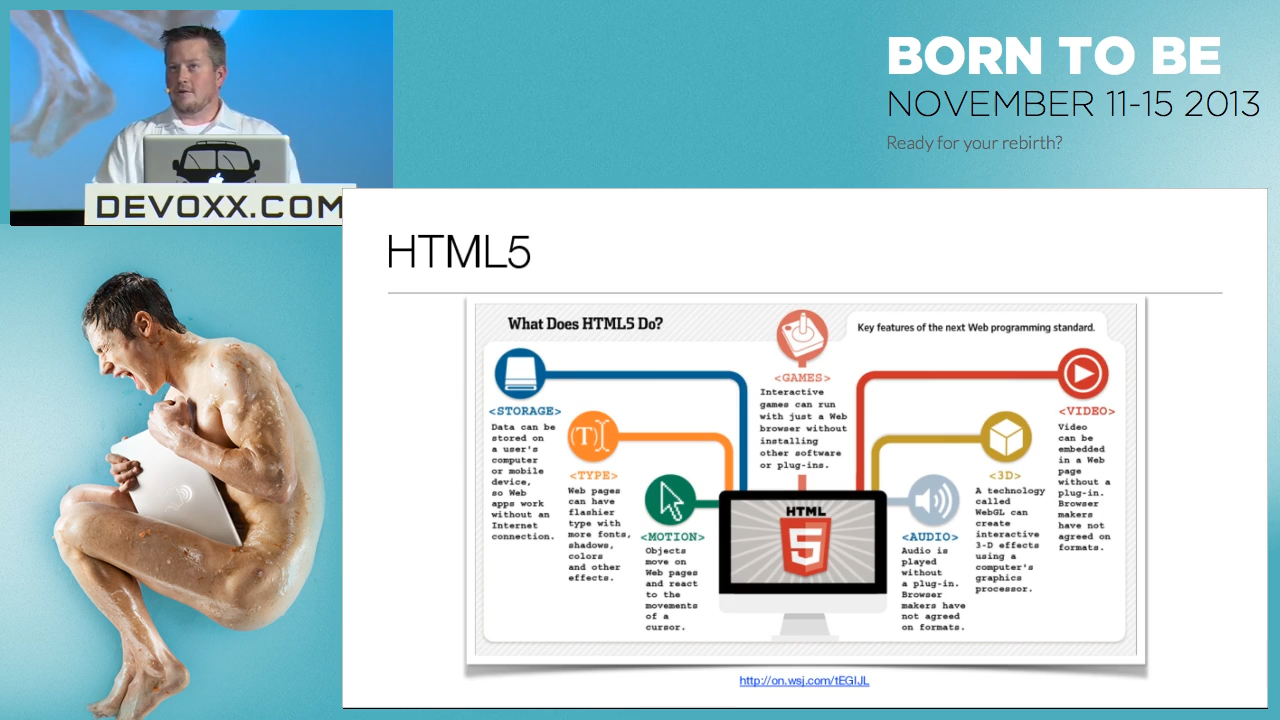 BORN TO BE
NOVEMBER 11-15 2013
Ready for your rebirth?
DEVOXX.COM
HTML5
What Does HTML5 Do?
Key features of the next Web programming standard.
<STORAGE>
Data can be
stored on
a user's
computer
or mobile
device,
so Web
apps work
without an
Internet
connection.
<TYPE>
Web pages
can have
flashier
type with
more fonts,
shadows,
colors
and other
effects.
<MOTION>
Objects
move on
Web pages
and react
to the
movements
of a
cursor.
<GAMES>
Interactive
games can run
with just a Web
browser without
installing
other software
or plug-ins.
HTML
5
<AUDIO>
Audio is
played
without
a plug-in.
Browser
makers have
not agreed
on formats.
<3D>
A technology
called
WebGL can
create
interactive
3-D effects
using a
computer's
graphics
processor.
<VIDEO>
Video
can be
embedded
in a Web
page
without a
plug-in.
Browser
makers
have not
agreed on
formats.
http://on.wsj.com/tEGIJL